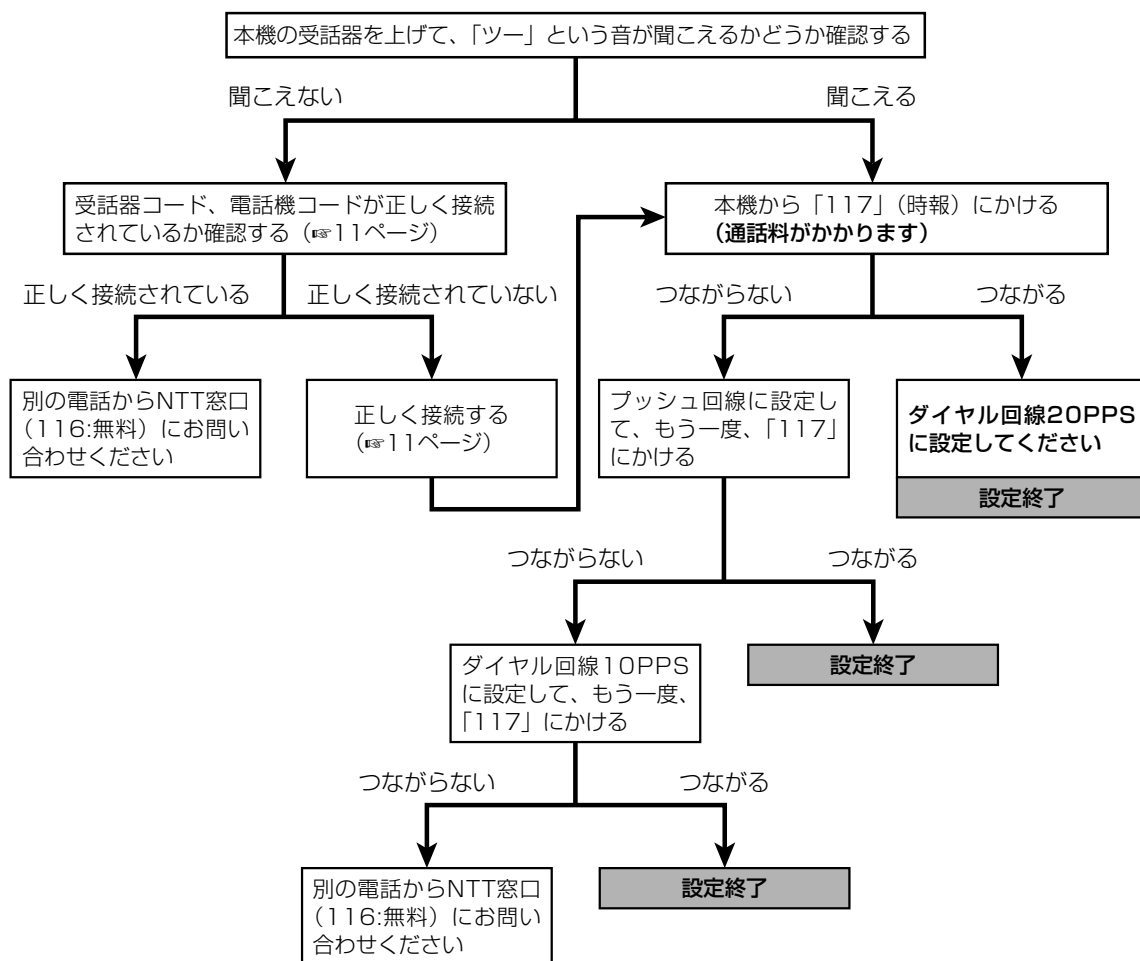 本機の受話器を上げて、「ツー」という音が聞こえるかどうか確認する
聞こえない
聞こえる
受話器コード、電話機コードが正しく接続
されているか確認する（☞11ページ）
本機から「117」（時報）にかける
（通話料がかかります）
正しく接続されている
正しく接続されていない
つながらない
つながる
別の電話からNTT窓口
（116:無料）にお問い
合わせください
正しく接続する
（☞11ページ）
プッシュ回線に設定し
て、もう一度、「117」
にかける
ダイヤル回線20PPS
に設定してください
設定終了
つながらない
つながる
ダイヤル回線10PPS
に設定して、もう一度、
「117」にかける
設定終了
つながらない
つながる
別の電話からNTT窓口
（116:無料）にお問い
合わせください
設定終了